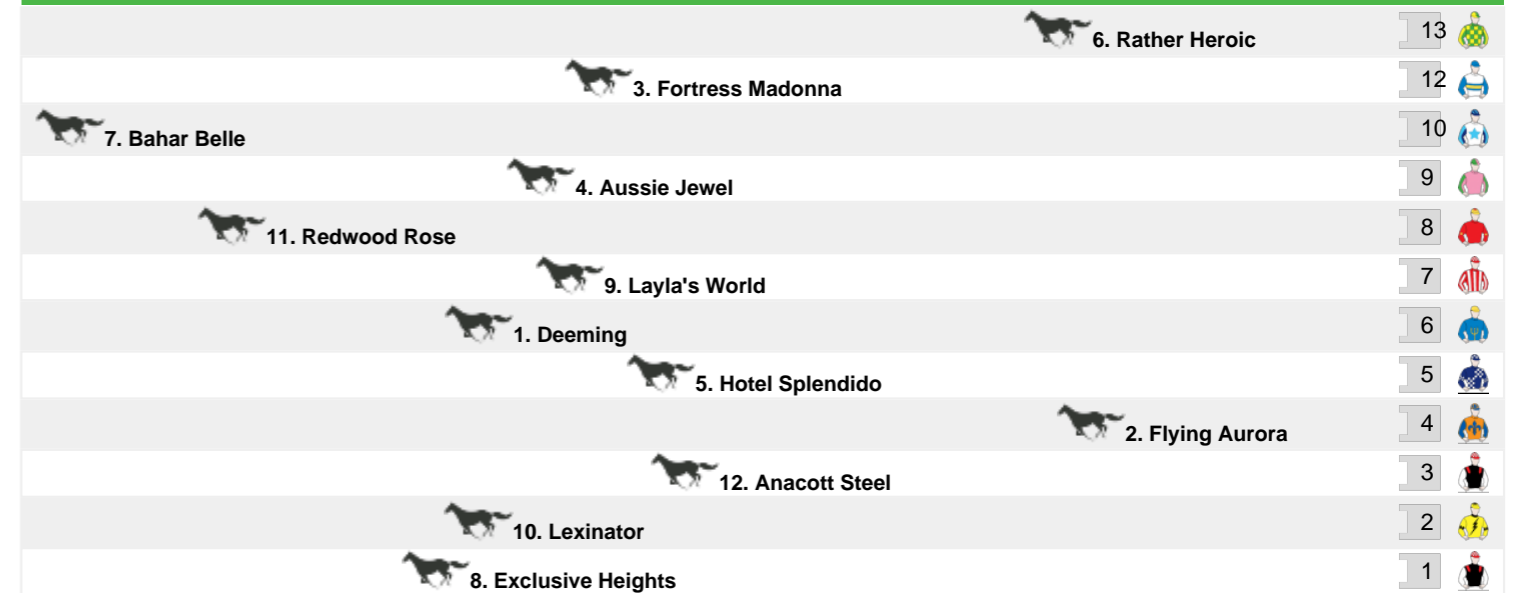 6. Rather Heroic 13
3. Fortress Madonna 12
7. Bahar Belle 10
4. Aussie Jewel 9
11. Redwood Rose 8
9. Layla's World 7
1. Deeming 6
5. Hotel Splendido 5
2. Flying Aurora 4
12. Anacott Steel 3
10. Lexinator 2
8. Exclusive Heights 1